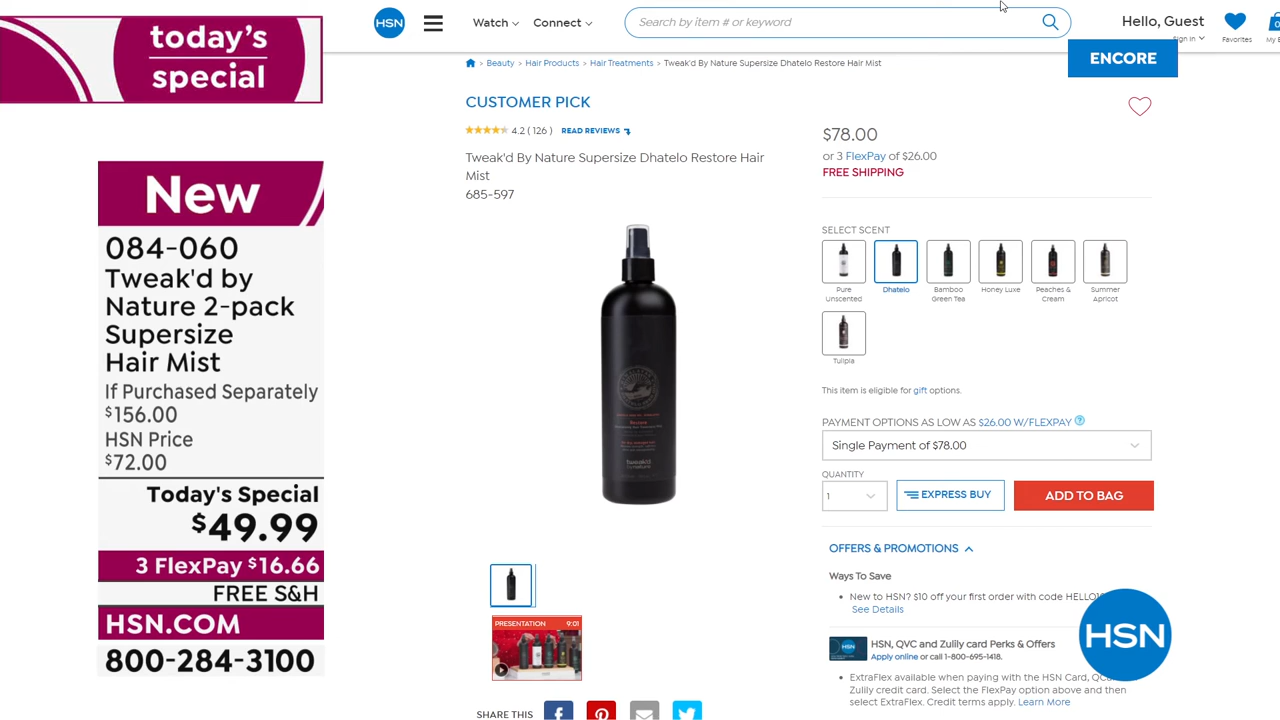 today's
special
New
084-060
Tweak'd by
Nature 2-pack
Supersize
Hair Mist
If Purchased Separately
$156.00
HSN Price
$72.00
Today's Special
$49.99
3 FlexPay $16.66
FREE S&H
HSN.COM
800-284-3100
HSN
Watch
Connect
Search by item # or keyword
Hello, Guest
Sign In
Favorites
0
ENCORE
> Beauty > Hair Products > Hair Treatments > Tweak'd By Nature Supersize Dhatelo Restore Hair Mist
CUSTOMER PICK
4.2 ( 126 ) READ REVIEWS
Tweak'd By Nature Supersize Dhatelo Restore Hair
Mist
685-597
$78.00
or 3 FlexPay of $26.00
FREE SHIPPING
SELECT SCENT
Pure
Unscented
Dhatelo
Bamboo
Green Tea
Honey Luxe
Peaches &
Cream
Summer
Apricot
Tulipia
This item is eligible for gift options.
PAYMENT OPTIONS AS LOW AS $26.00 W/FLEXPAY ?
Single Payment of $78.00
QUANTITY
1
EXPRESS BUY
ADD TO BAG
Restore
tweak'd
by nature
PRESENTATION 9:01
SHARE THIS
OFFERS & PROMOTIONS
Ways To Save
• New to HSN? $10 off your first order with code
See Details
HSN
HSN, QVC and Zulily card Perks & Offers
Apply online or call 1-800-695-1418.
• ExtraFlex available when paying with the HSN Card,
Zulily credit card. Select the FlexPay option above and then
select ExtraFlex. Credit terms apply. Learn More
HSN